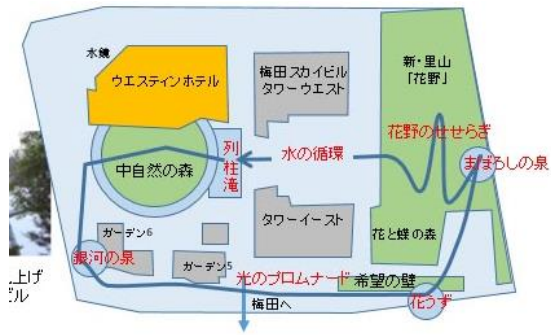 水鏡
ウエスティンホテル
梅田スカイビル
タワーウエスト
新・里山
「花野」
花野のせせらぎ
まぼろしの泉
水の循環
列柱滝
中自然の森
タワーイースト
花と蝶の森
ガーデン6
ガーデン5
銀河の泉
光のプロムナード
希望の壁
花うず
梅田へ
上げ
ビル